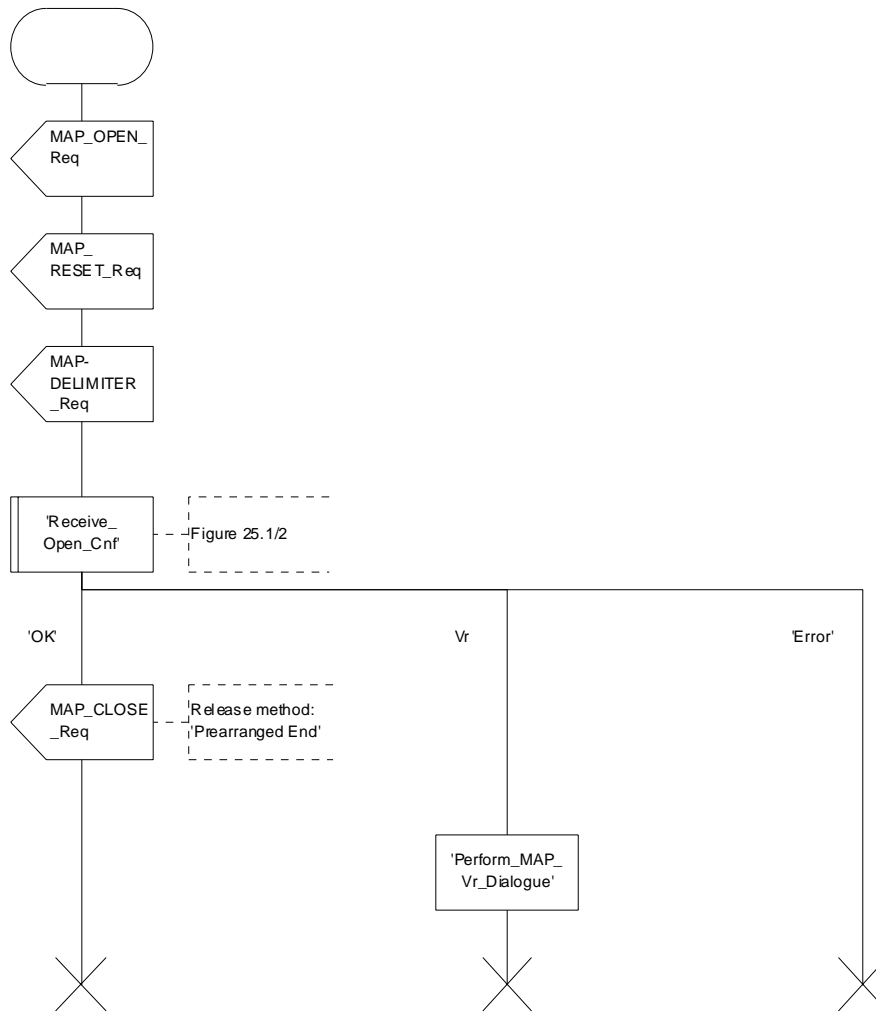 MAP_OPEN_
Req
MAP_
RESET_Req
MAP-
DELIMITER
_Req
'Receive_
Open_Cnf'
Figure 25.1/2
'OK'
Vr
'Error'
MAP_CLOSE
_Req
Release method:
'Prearranged End'
'Perform_MAP_
Vr_Dialogue'